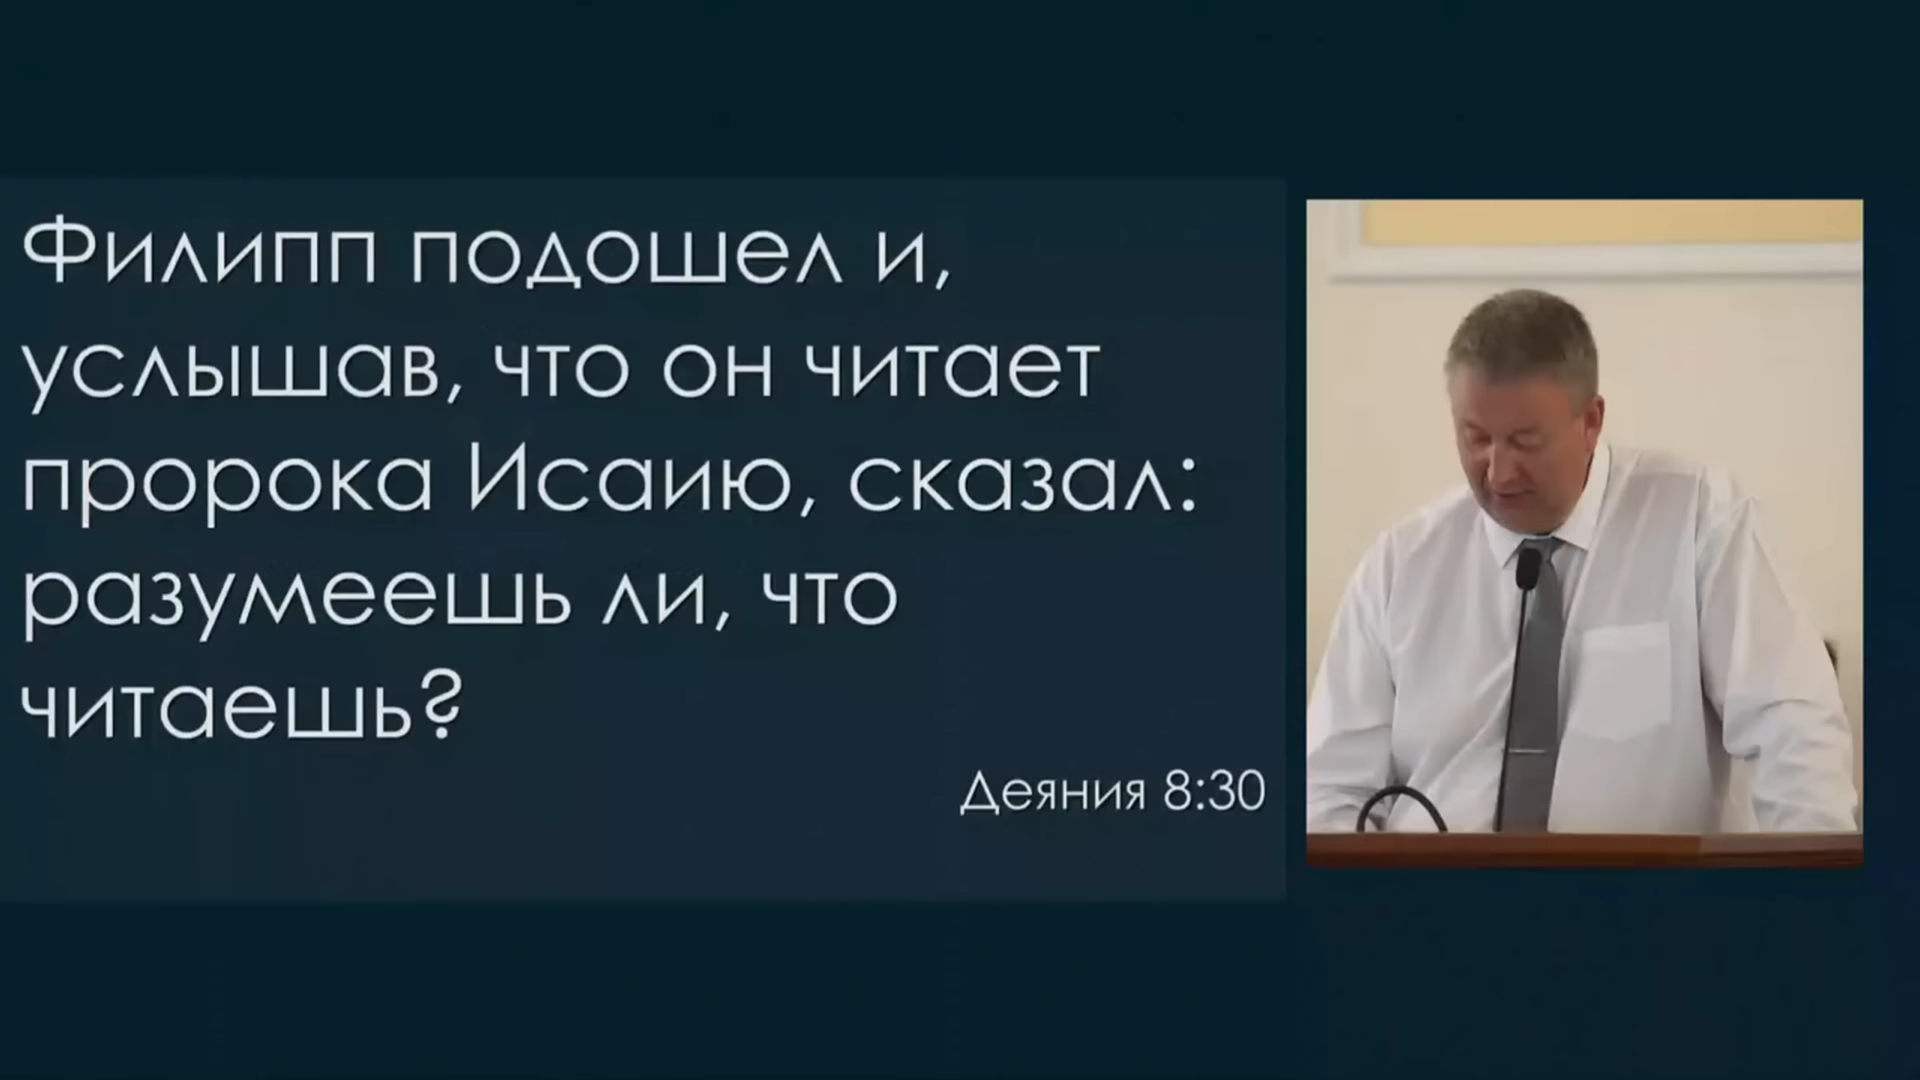 Филипп подошел и,
услышав, что он читает
пророка Исаию, сказал:
разумеешь ли, что
читаешь?
Деяния 8:30